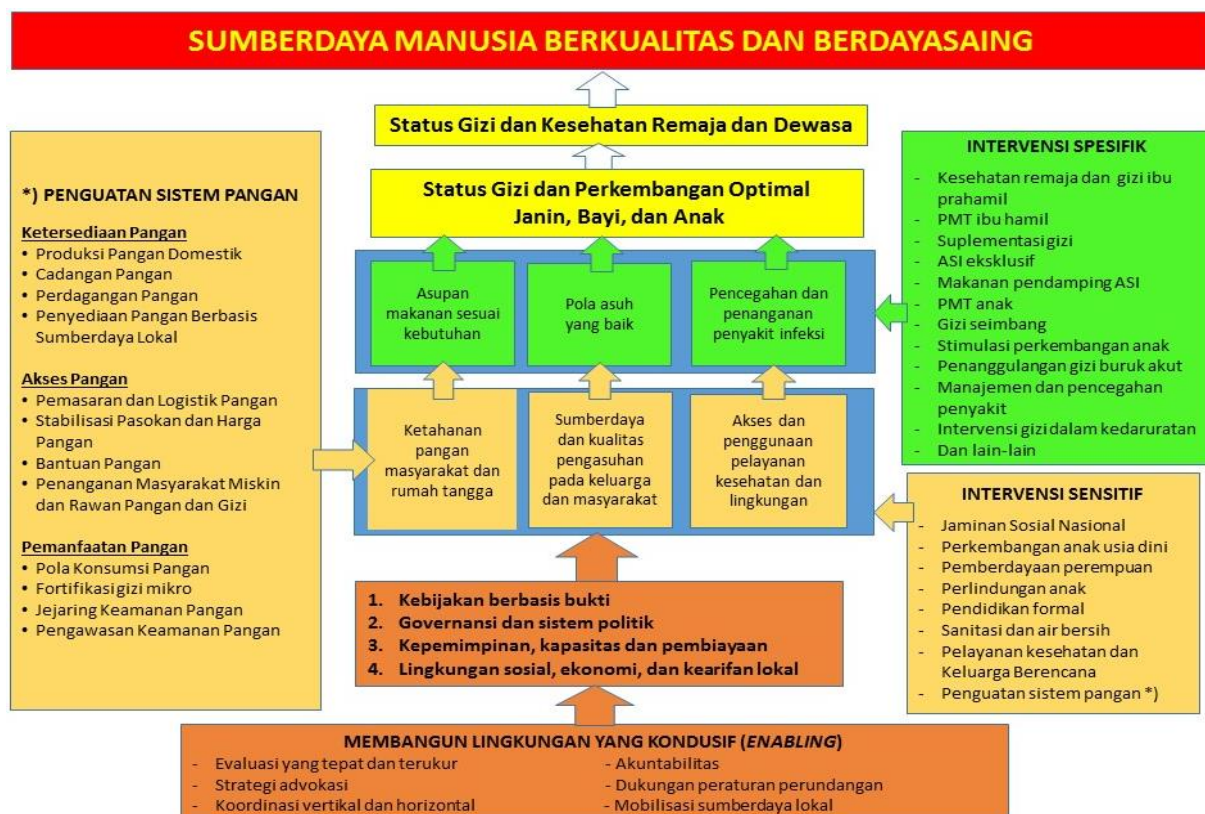 SUMBERDAYA MANUSIA BERKUALITAS DAN BERDAYASAING
Status Gizi dan Kesehatan Remaja dan Dewasa
Status Gizi dan Perkembangan Optimal
Janin, Bayi, dan Anak
*) PENGUATAN SISTEM PANGAN
Ketersediaan Pangan
• Produksi Pangan Domestik
• Cadangan Pangan
• Perdagangan Pangan
• Penyediaan Pangan Berbasis
Sumberdaya Lokal
Akses Pangan
• Pemasaran dan Logistik Pangan
• Stabilisasi Pasokan dan Harga
Pangan
• Bantuan Pangan
• Penanganan Masyarakat Miskin
dan Rawan Pangan dan Gizi
Pemanfaatan Pangan
• Pola Konsumsi Pangan
• Fortifikasi gizi mikro
• Jejaring Keamanan Pangan
• Pengawasan Keamanan Pangan
Asupan
makanan sesuai
kebutuhan
Pola asuh
yang baik
Pencegahan dan
penanganan
penyakit infeksi
Ketahanan
pangan
masyarakat dan
rumah tangga
Sumberdaya
dan kualitas
pengasuhan
pada keluarga
dan masyarakat
Akses dan
penggunaan
pelayanan
kesehatan dan
lingkungan
INTERVENSI SPESIFIK
- Kesehatan remaja dan gizi ibu
prahamil
- PMT ibu hamil
- Suplementasi gizi
- ASI eksklusif
- Makanan pendamping ASI
- PMT anak
- Gizi seimbang
- Stimulasi perkembangan anak
- Penanggulangan gizi buruk akut
- Manajemen dan pencegahan
penyakit
- Intervensi gizi dalam kedaruratan
- Dan lain-lain
INTERVENSI SENSITIF
- Jaminan Sosial Nasional
- Perkembangan anak usia dini
- Pemberdayaan perempuan
- Perlindungan anak
- Pendidikan formal
- Sanitasi dan air bersih
- Pelayanan kesehatan dan
Keluarga Berencana
- Penguatan sistem pangan *)
1. Kebijakan berbasis bukti
2. Governansi dan sistem politik
3. Kepemimpinan, kapasitas dan pembiayaan
4. Lingkungan sosial, ekonomi, dan kearifan lokal
MEMBANGUN LINGKUNGAN YANG KONDUSIF (ENABLING)
- Evaluasi yang tepat dan terukur
- Strategi advokasi
- Koordinasi vertikal dan horizontal
- Akuntabilitas
- Dukungan peraturan perundangan
- Mobilisasi sumberdaya lokal